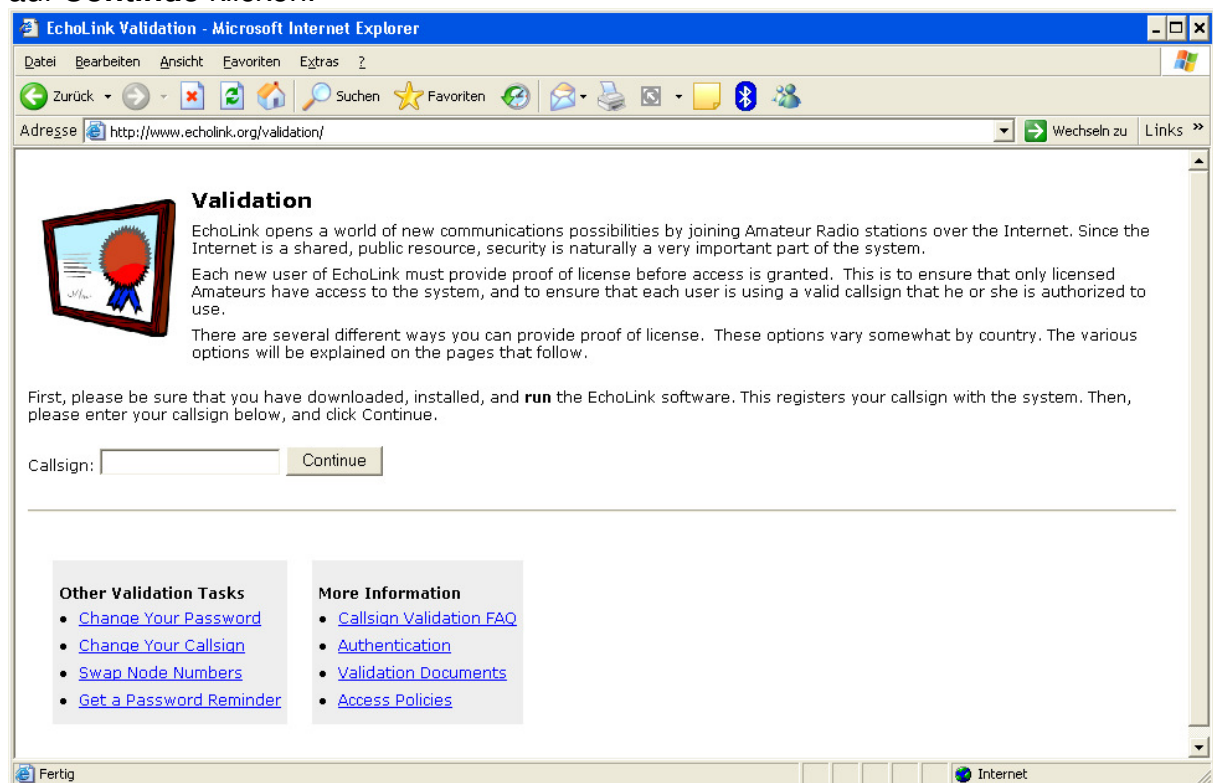 auf Continue klicken.
EchoLink Validation - Microsoft Internet Explorer
Datei Bearbeiten Ansicht Favoriten Extras ?
Zurück Suchen Favoriten
Adresse http://www.echolink.org/validation/ Wechseln zu Links »
Validation
EchoLink opens a world of new communications possibilities by joining Amateur Radio stations over the Internet. Since the
Internet is a shared, public resource, security is naturally a very important part of the system.
Each new user of EchoLink must provide proof of license before access is granted. This is to ensure that only licensed
Amateurs have access to the system, and to ensure that each user is using a valid callsign that he or she is authorized to
use.
There are several different ways you can provide proof of license. These options vary somewhat by country. The various
options will be explained on the pages that follow.
First, please be sure that you have downloaded, installed, and run the EchoLink software. This registers your callsign with the system. Then,
please enter your callsign below, and click Continue.
Callsign: Continue
Other Validation Tasks
• Change Your Password
• Change Your Callsign
• Swap Node Numbers
• Get a Password Reminder
More Information
• Callsign Validation FAQ
• Authentication
• Validation Documents
• Access Policies
Fertig Internet